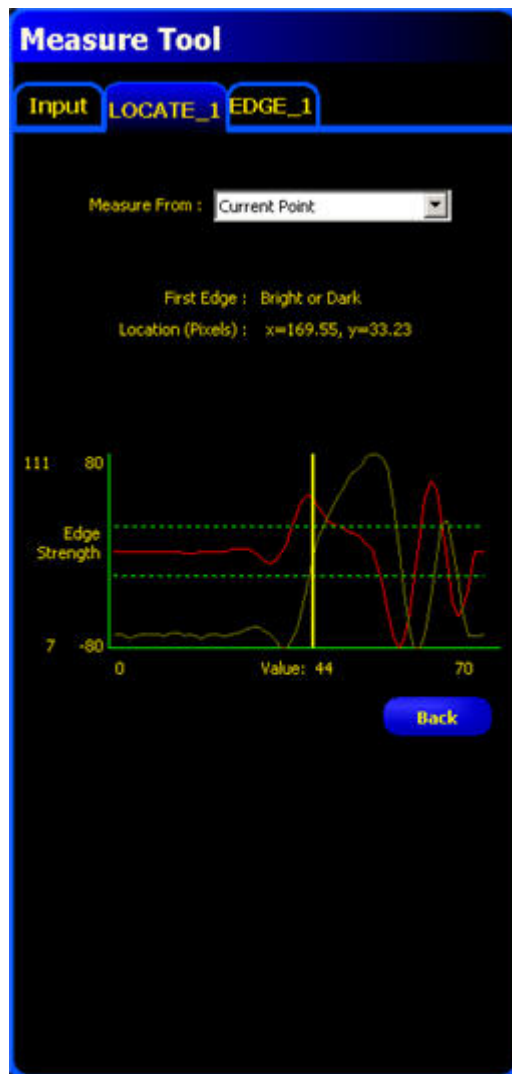 Measure Tool
Input LOCATE_1 EDGE_1
Measure From : Current Point
First Edge : Bright or Dark
Location (Pixels) : x=169.55, y=33.23
111 80
Edge
Strength
7 -80
0 Value: 44 70
Back